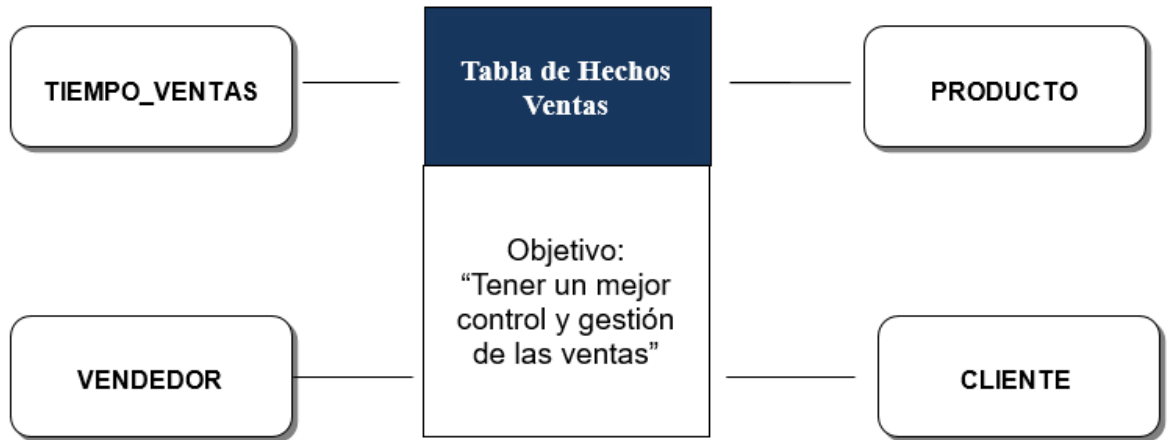 TIEMPO_VENTAS
Tabla de Hechos
Ventas
PRODUCTO
Objetivo:
“Tener un mejor
control y gestión
de las ventas”
VENDEDOR
CLIENTE